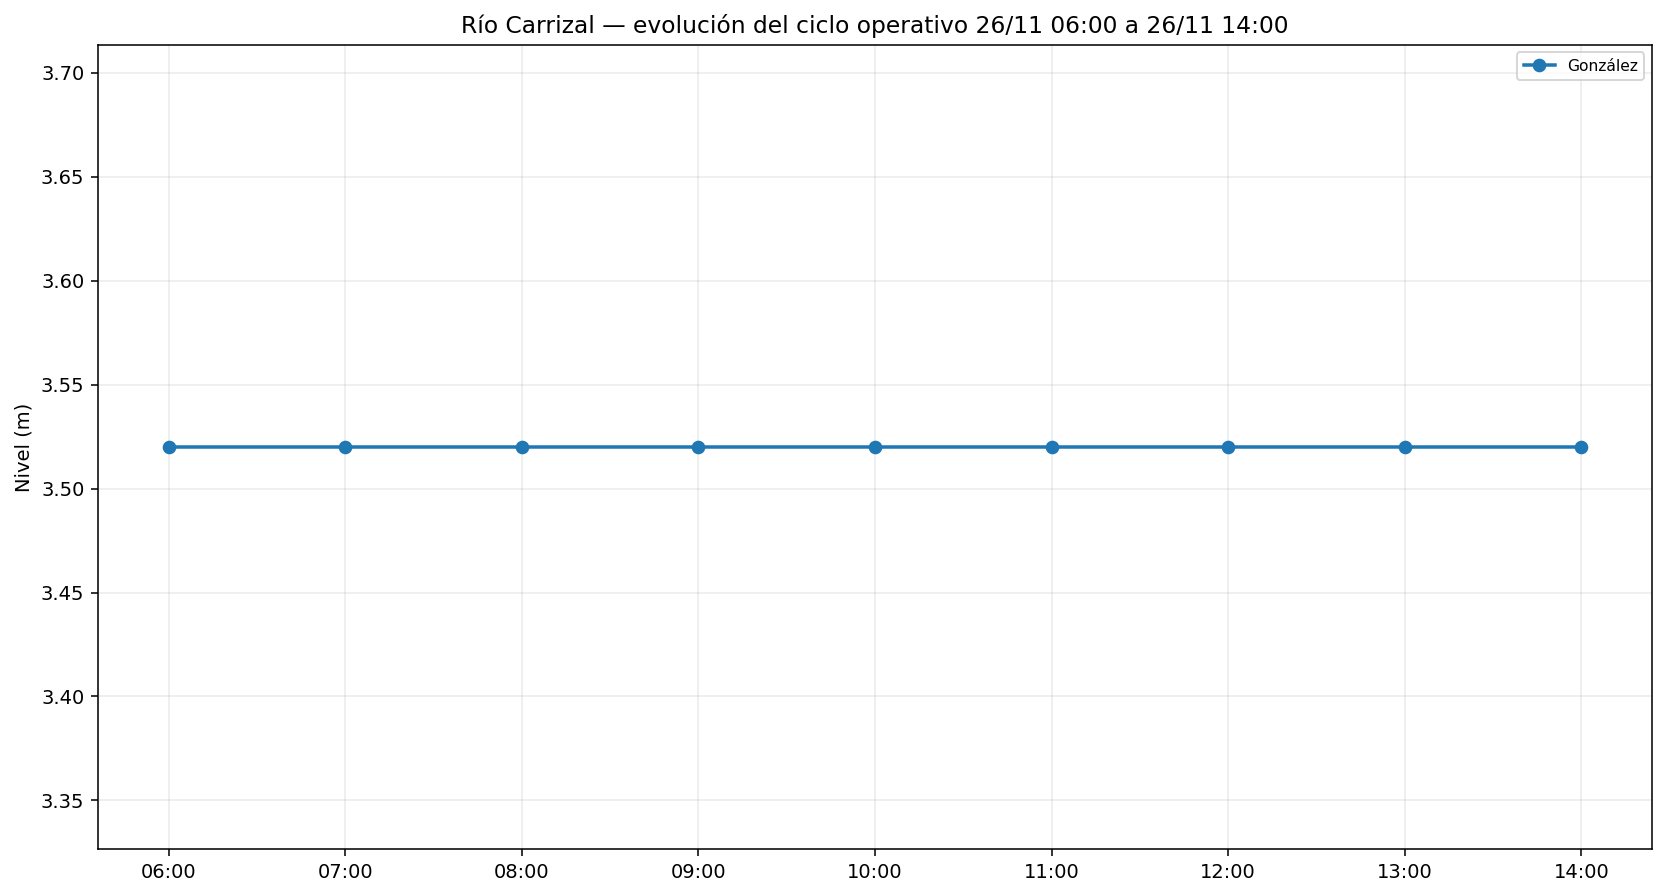 Río Carrizal — evolución del ciclo operativo 26/11 06:00 a 26/11 14:00
González
Nivel (m)
3.70
3.65
3.60
3.55
3.50
3.45
3.40
3.35
06:00 07:00 08:00 09:00 10:00 11:00 12:00 13:00 14:00